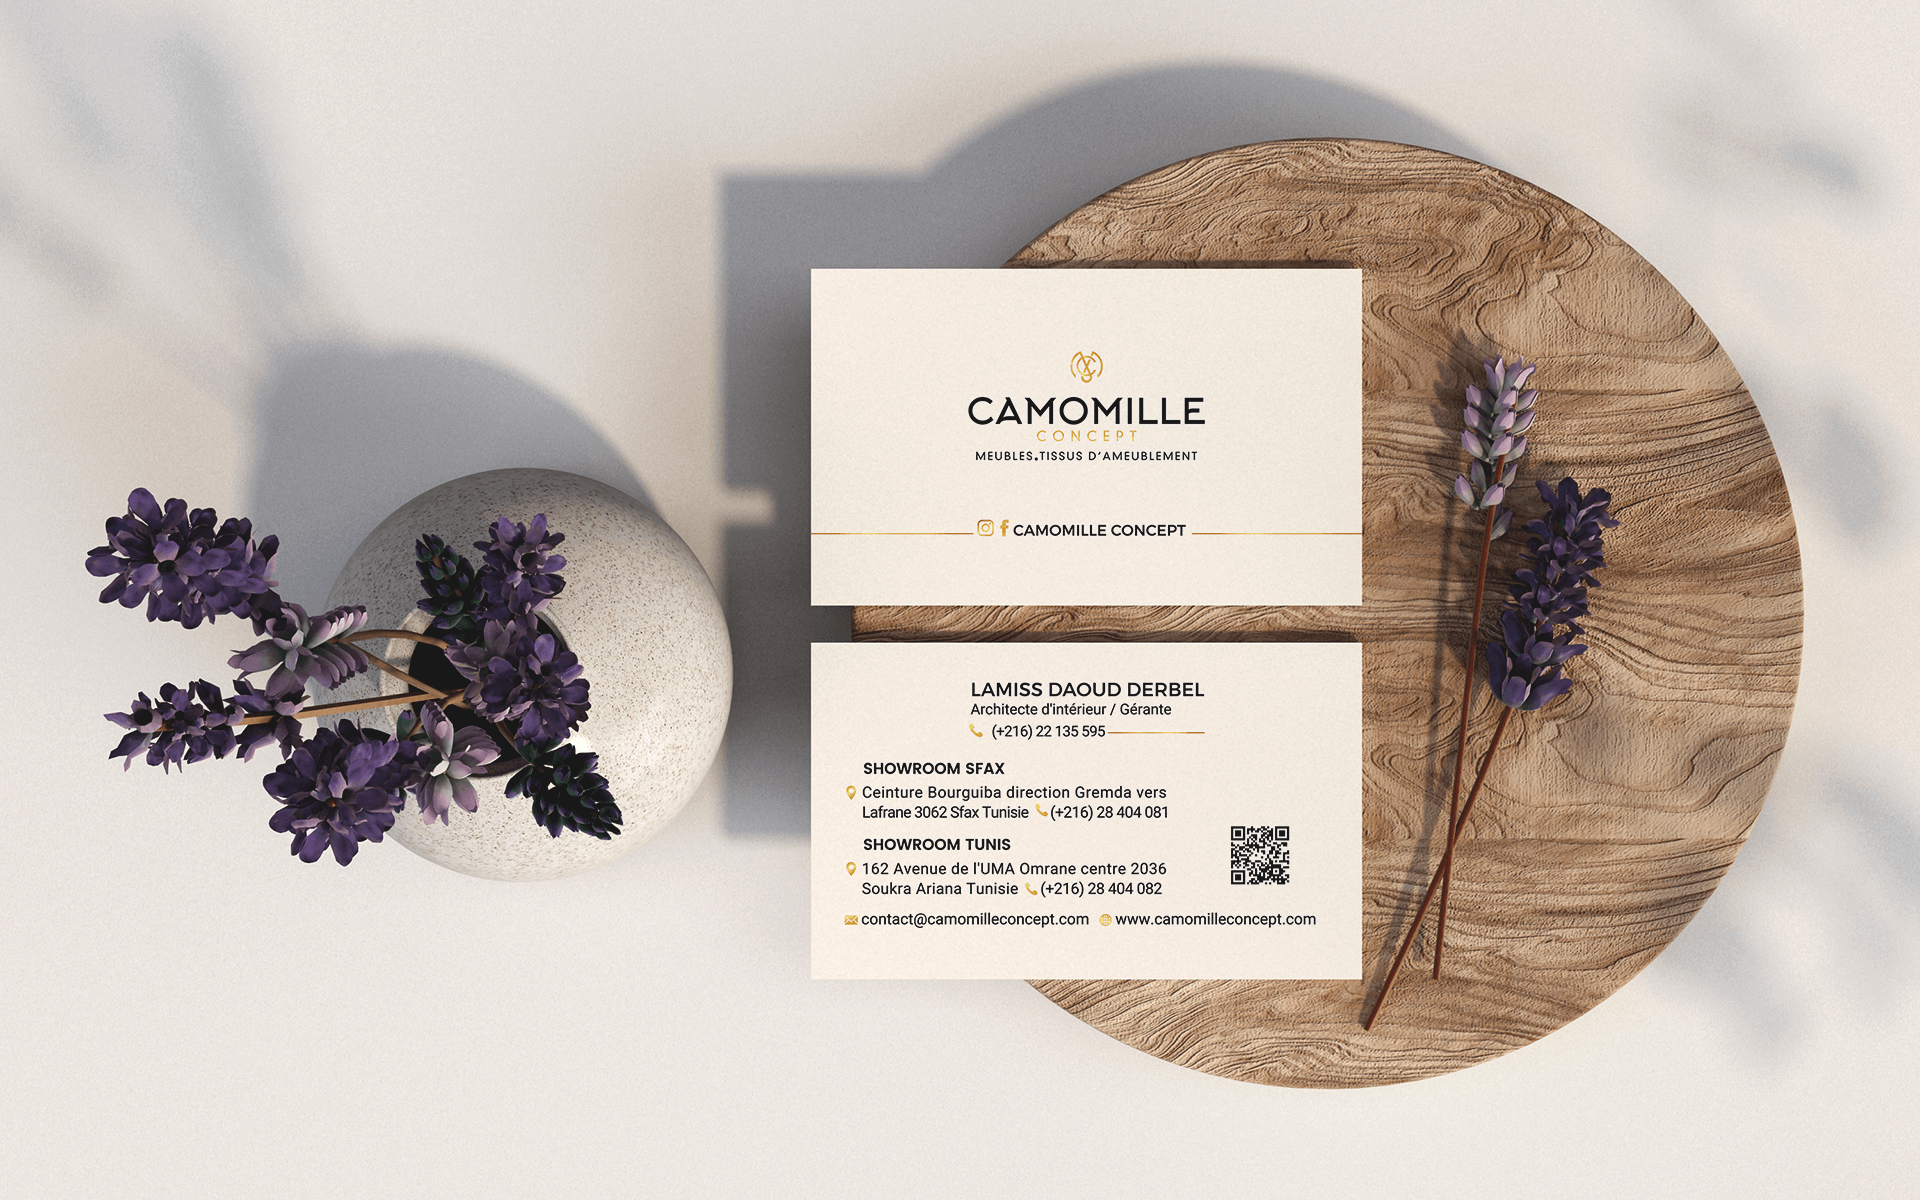 CAMOMILLE
CONCEPT
MEUBLES.TISSUS D'AMEUBLEMENT
CAMOMILLE CONCEPT
LAMISS DAOUD DERBEL
Architecte d'intérieur / Gérante
(+216) 22 135 595
SHOWROOM SFAX
Ceinture Bourguiba direction Gremda vers
Lafrane 3062 Sfax Tunisie (+216) 28 404 081
SHOWROOM TUNIS
162 Avenue de l'UMA Omrane centre 2036
Soukra Ariana Tunisie (+216) 28 404 082
contact@camomilleconcept.com www.camomilleconcept.com